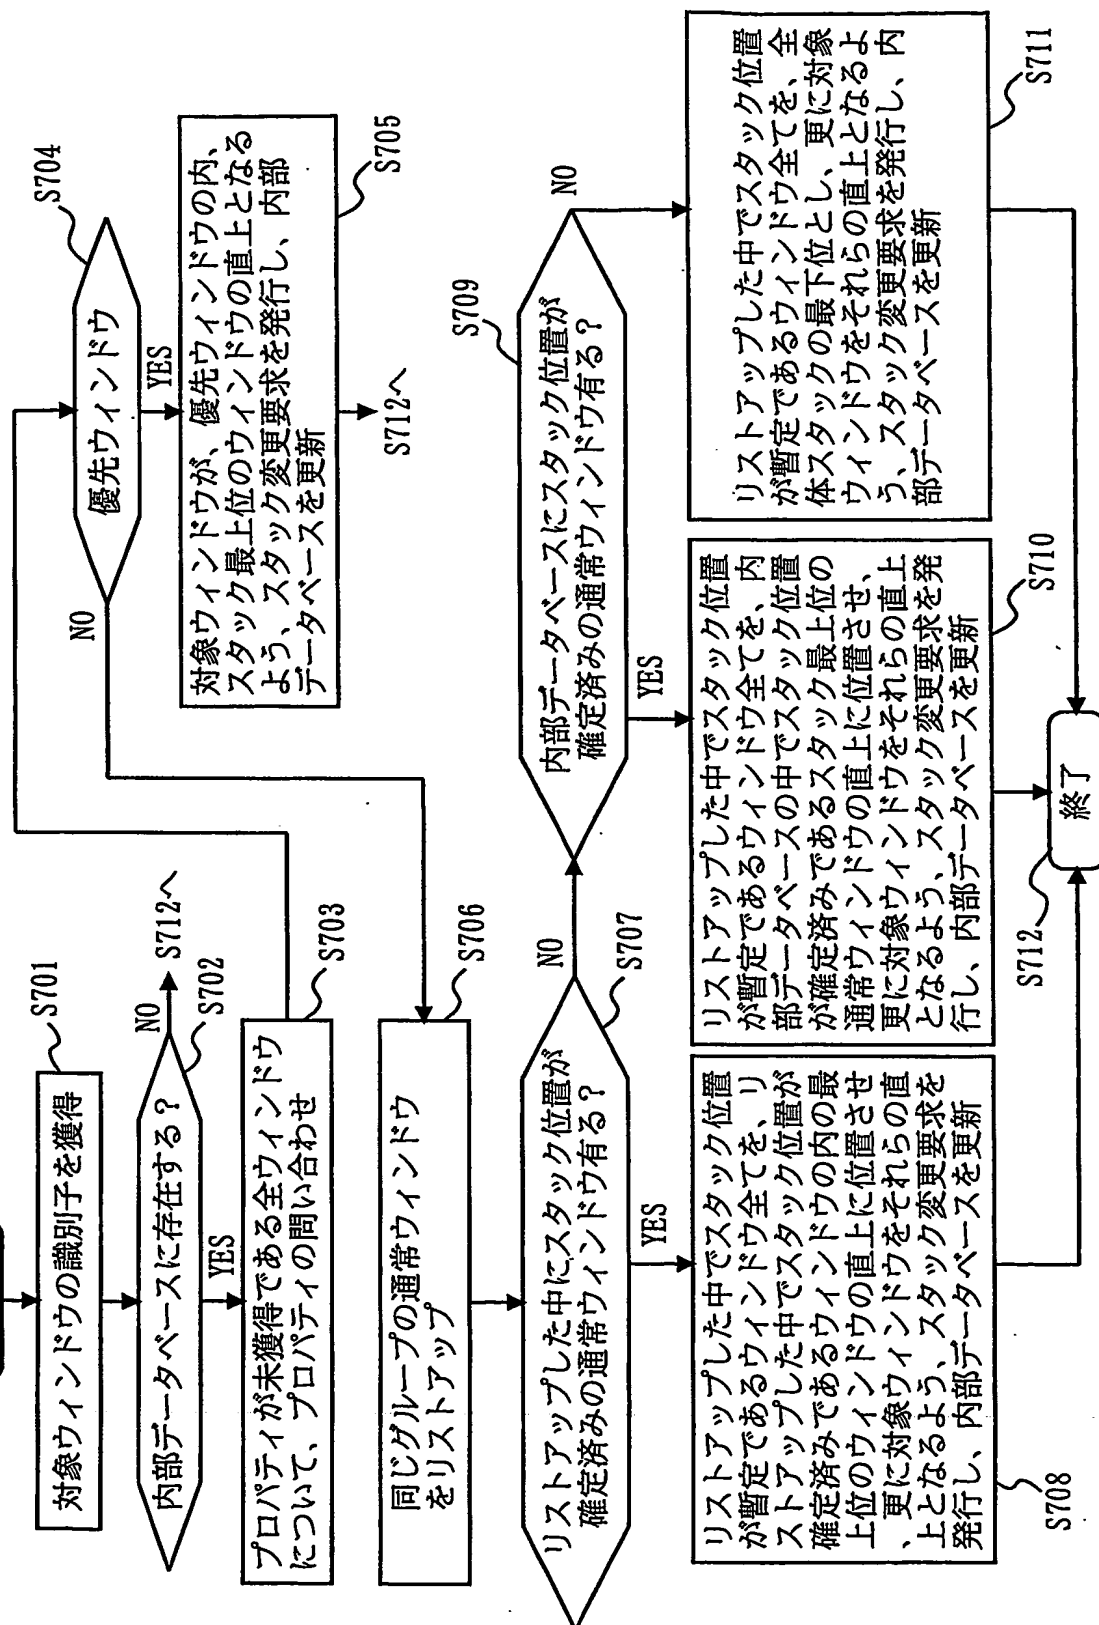 対象ウィンドウの識別子を獲得
S701
内部データベースに存在する？
NO
S712へ
S702
YES
プロパティが未獲得である全ウィンドウ
について、プロパティの問い合わせ
S703
優先ウィンドウ
S704
NO
YES
対象ウィンドウが、優先ウィンドウの内、
スタック最上位のウィンドウの直上となる
よう、スタック変更要求を発行し、内部
データベースを更新
S705
S712へ
同じグループの通常ウィンドウ
をリストアップ
S706
リストアップした中にスタック位置が
確定済みの通常ウィンドウ有る？
NO
S707
YES
リストアップした中でスタック位置
が暫定であるウィンドウ全てを、リ
ストアップした中でスタック位置が
確定済みであるウィンドウの内の最
上位のウィンドウの直上に位置させ
、更に対象ウィンドウをそれらの直
上となるよう、スタック変更要求を
発行し、内部データベースを更新
S708
内部データベースにスタック位置が
確定済みの通常ウィンドウ有る？
S709
NO
YES
リストアップした中でスタック位置
が暫定であるウィンドウ全てを、内
部データベースの中でスタック位置
が確定済みであるスタック最上位の
通常ウィンドウの直上に位置させ、
更に対象ウィンドウをそれらの直上
となるよう、スタック変更要求を発
行し、内部データベースを更新
S710
リストアップした中でスタック位置
が暫定であるウィンドウ全てを、全
体スタックの最下位とし、更に対象
ウィンドウをそれらの直上となるよ
う、スタック変更要求を発行し、内
部データベースを更新
S711
終了
S712